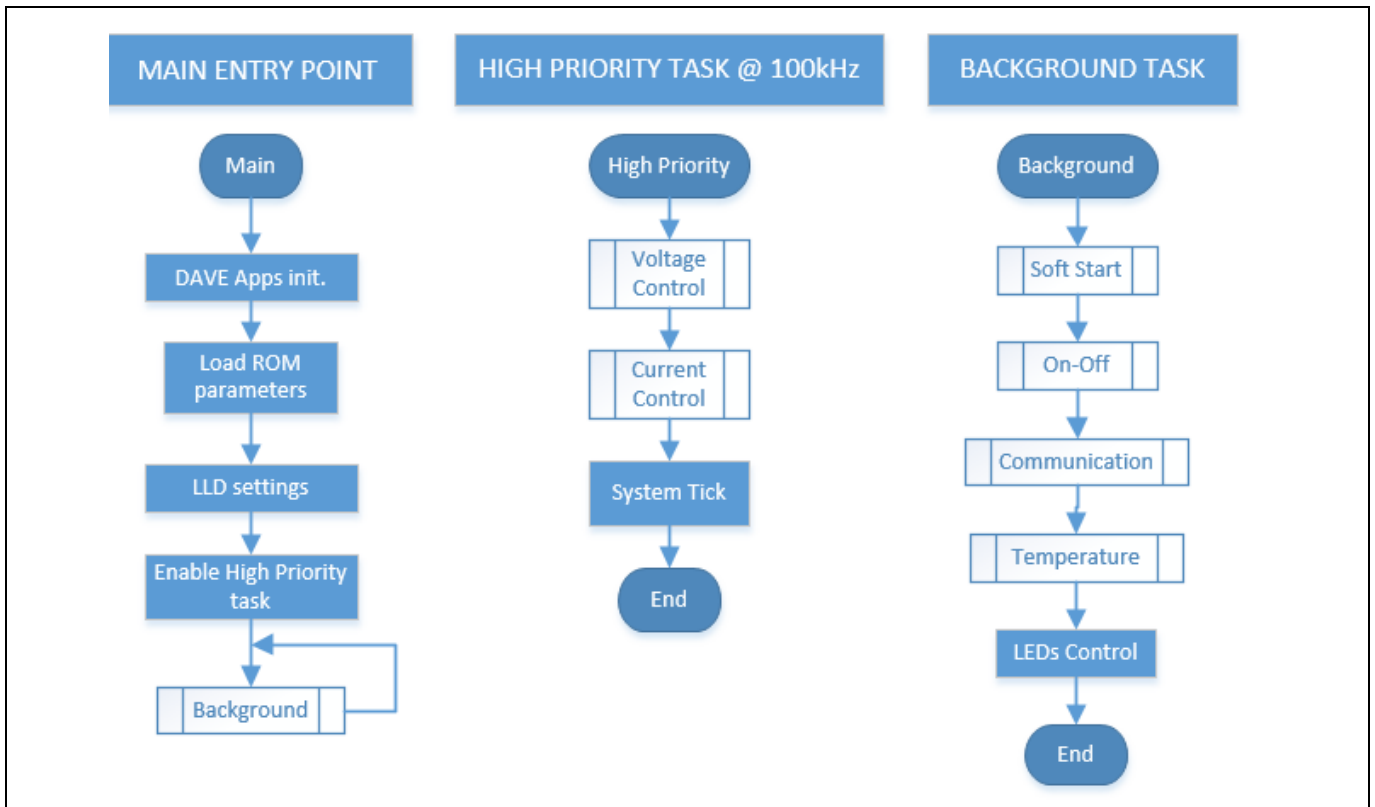 MAIN ENTRY POINT
Main
DAVE Apps init.
Load ROM
parameters
LLD settings
Enable High Priority
task
Background
HIGH PRIORITY TASK @ 100kHz
High Priority
Voltage
Control
Current
Control
System Tick
End
BACKGROUND TASK
Background
Soft Start
On-Off
Communication
Temperature
LEDs Control
End